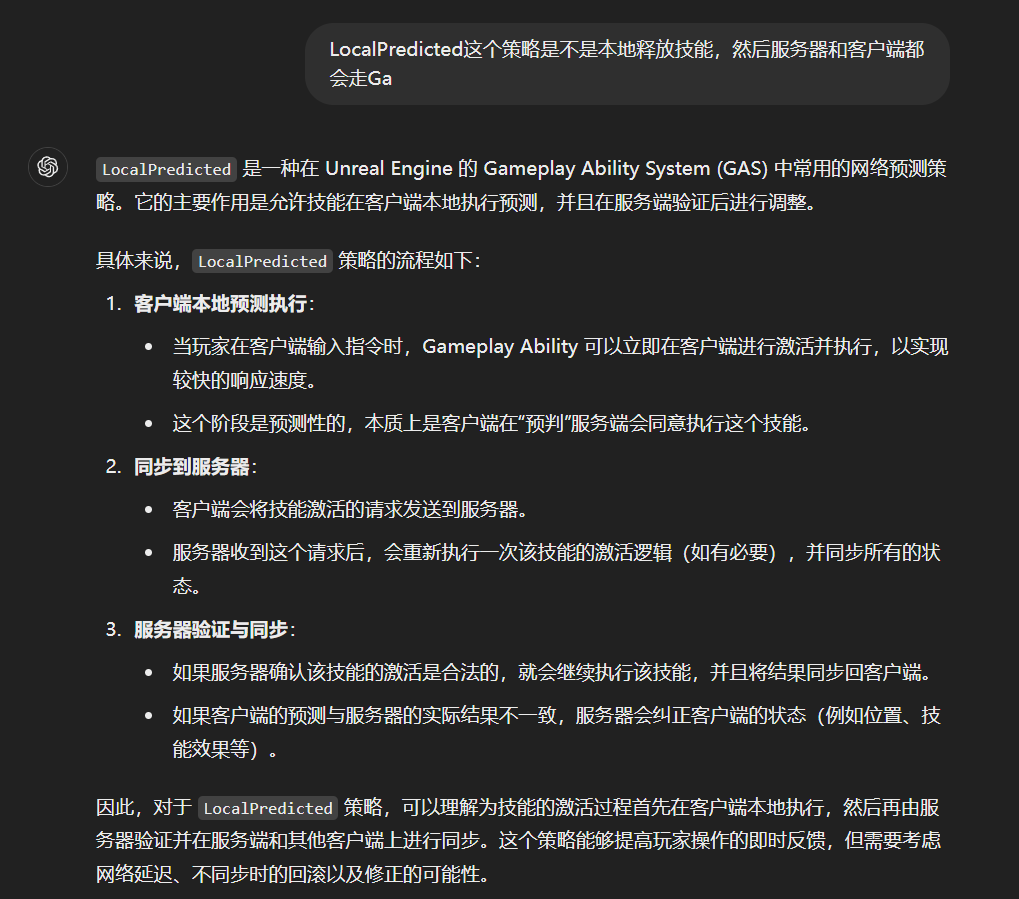 LocalPredicted这个策略是不是本地释放技能，然后服务器和客户端都
会走Ga
LocalPredicted 是一种在 Unreal Engine 的 Gameplay Ability System (GAS) 中常用的网络预测策
略。它的主要作用是允许技能在客户端本地执行预测，并且在服务端验证后进行调整。
具体来说，LocalPredicted 策略的流程如下：
1. 客户端本地预测执行：
• 当玩家在客户端输入指令时，Gameplay Ability 可以立即在客户端进行激活并执行，以实现
较快的响应速度。
• 这个阶段是预测性的，本质上是客户端在“预判”服务端会同意执行这个技能。
2. 同步到服务器：
• 客户端会将技能激活的请求发送到服务器。
• 服务器收到这个请求后，会重新执行一次该技能的激活逻辑（如有必要），并同步所有的状
态。
3. 服务器验证与同步：
• 如果服务器确认该技能的激活是合法的，就会继续执行该技能，并且将结果同步回客户端。
• 如果客户端的预测与服务器的实际结果不一致，服务器会纠正客户端的状态（例如位置、技
能效果等）。
因此，对于 LocalPredicted 策略，可以理解为技能的激活过程首先在客户端本地执行，然后再由服
务器验证并在服务端和其他客户端上进行同步。这个策略能够提高玩家操作的即时反馈，但需要考虑
网络延迟、不同步时的回滚以及修正的可能性。